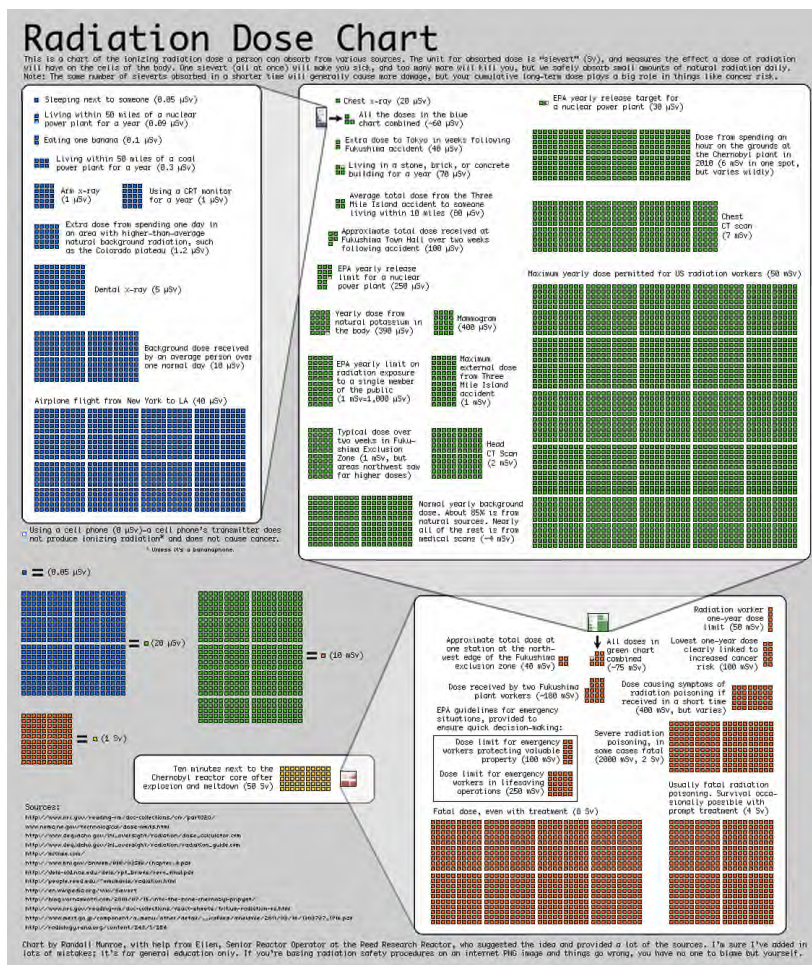 Radiation Dose Chart
This is a chart of the ionizing radiation dose a person can absorb from various sources. The unit for absorbed dose is "sievert" (Sv), and measures the effect a dose of radiation
will have on the cells of the body. One sievert (all at once) will make you sick, and too many more will kill you, but we safely absorb small amounts of natural radiation daily.
Note: The same number of sieverts absorbed in a shorter time will generally cause more damage, but your cumulative long-term dose plays a big role in things like cancer risk.
Sleeping next to someone (0.05 μSv)
Living within 50 miles of a nuclear
power plant for a year (0.09 μSv)
Eating one banana (0.1 μSv)
Living within 50 miles of a coal
power plant for a year (0.3 μSv)
Arm x-ray
(1 μSv)
Using a CRT monitor
for a year (1 μSv)
Extra dose from spending one day in
an area with higher-than-average
natural background radiation, such
as the Colorado plateau (1.2 μSv)
Dental x-ray (5 μSv)
Background dose received
by an average person over
one normal day (10 μSv)
Airplane flight from New York to LA (40 μSv)
Using a cell phone (0 μSv)—a cell phone's transmitter does
not produce ionizing radiation* and does not cause cancer.
* Unless it's a bananaphone.
Chest x-ray (20 μSv)
All the doses in the blue
chart combined (~60 μSv)
Extra dose to Tokyo in weeks following
Fukushima accident (40 μSv)
Living in a stone, brick, or concrete
building for a year (70 μSv)
Average total dose from the Three
Mile Island accident to someone
living within 10 miles (80 μSv)
Approximate total dose received at
Fukushima Town Hall over two weeks
following accident (100 μSv)
EPA yearly release
limit for a nuclear
power plant (250 μSv)
Yearly dose from
natural potassium in
the body (390 μSv)
Mammogram
(400 μSv)
EPA yearly limit on
radiation exposure
to a single member
of the public
(1 mSv=1,000 μSv)
Maximum
external dose
from Three
Mile Island
accident
(1 mSv)
Typical dose over
two weeks in Fuku-
shima Exclusion
Zone (1 mSv, but
areas northwest saw
far higher doses)
Head
CT Scan
(2 mSv)
Normal yearly background
dose. About 85% is from
natural sources. Nearly
all of the rest is from
medical scans (~4 mSv)
EPA yearly release target for
a nuclear power plant (30 μSv)
Dose from spending an
hour on the grounds at
the Chernobyl plant in
2010 (6 mSv in one spot,
but varies wildly)
Chest
CT scan
(7 mSv)
Maximum yearly dose permitted for US radiation workers (50 mSv)
= (0.05 μSv)
= (20 μSv)
= (10 mSv)
= (1 Sv)
Ten minutes next to the
Chernobyl reactor core after
explosion and meltdown (50 Sv)
Radiation worker
one-year dose
limit (50 mSv)
Approximate total dose at
one station at the north-
west edge of the Fukushima
exclusion zone (40 mSv)
All doses in
green chart
combined
(~75 mSv)
Lowest one-year dose
clearly linked to
increased cancer
risk (100 mSv)
Dose received by two Fukushima
plant workers (~180 mSv)
Dose causing symptoms of
radiation poisoning if
received in a short time
(400 mSv, but varies)
EPA guidelines for emergency
situations, provided to
ensure quick decision-making:
Dose limit for emergency
workers protecting valuable
property (100 mSv)
Dose limit for emergency
workers in lifesaving
operations (250 mSv)
Severe radiation
poisoning, in
some cases fatal
(2000 mSv, 2 Sv)
Usually fatal radiation
poisoning. Survival occa-
sionally possible with
prompt treatment (4 Sv)
Fatal dose, even with treatment (8 Sv)
Sources:
http://mitnse.com/
http://en.wikipedia.org/wiki/Sievert
Chart by Randall Munroe, with help from Ellen, Senior Reactor Operator at the Reed Research Reactor, who suggested the idea and provided a lot of the sources. I'm sure I've added in
lots of mistakes; it's for general education only. If you're basing radiation safety procedures on an internet PNG image and things go wrong, you have no one to blame but yourself.